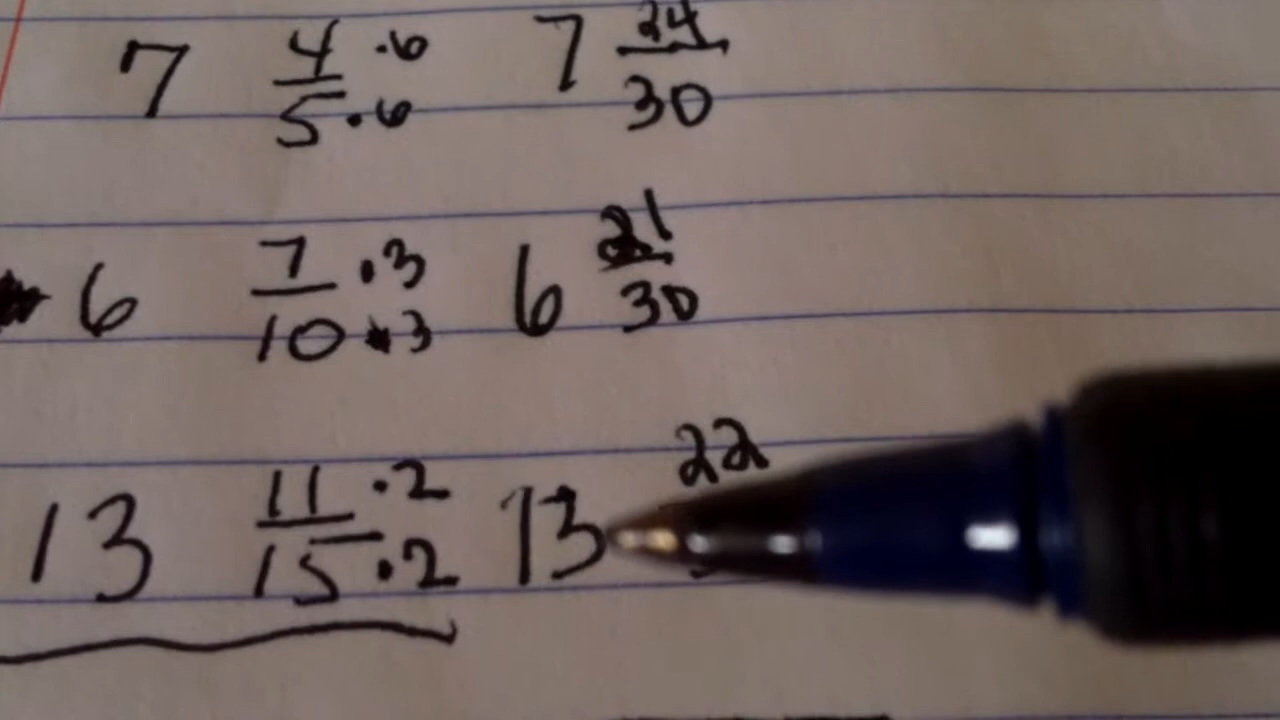 7 4/5 ·6 ·6 7 24/30
6 7/10 ·3 ·3 6 21/30
13 11/15 ·2 ·2 13 22